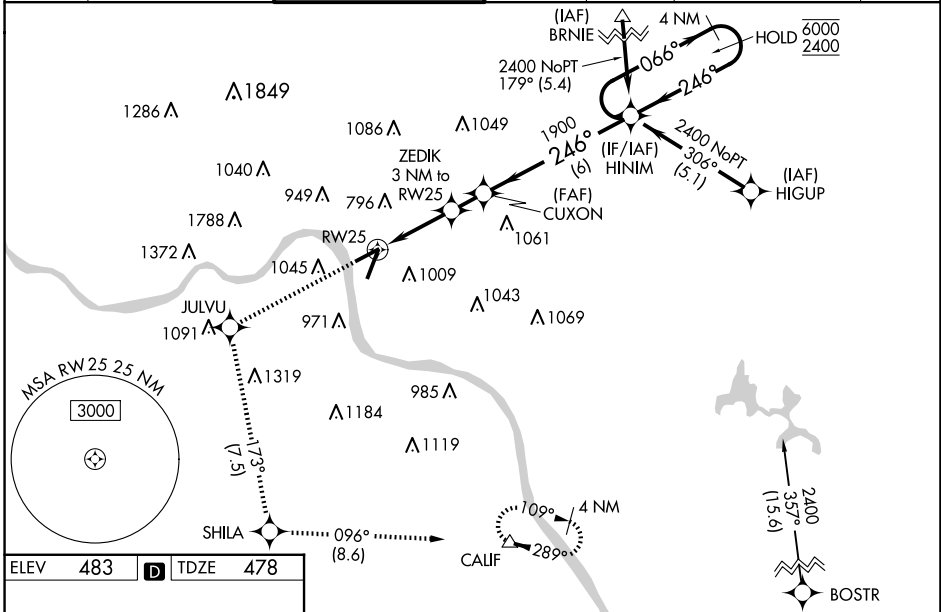 (IAF)
BRNIE
4 NM
HOLD
6000
2400
066°
246°
2400 NoPT
179° (5.4)
1286
1849
1086
1049
1900
246°
(6)
(IF/IAF)
HINIM
2400 NoPT
306°
(5.1)
(IAF)
HIGUP
ZEDIK
3 NM to
RW25
1040
949
796
(FAF)
CUXON
1788
1061
RW25
1372
1045
1009
JULVU
1043
1091
971
1069
MSA RW25 25 NM
3000
1319
985
1184
1119
173°
(7.5)
2400
357°
(15.6)
109°
4 NM
SHILA
096°
(8.6)
CALIF
289°
BOSTR
ELEV 483 D TDZE 478